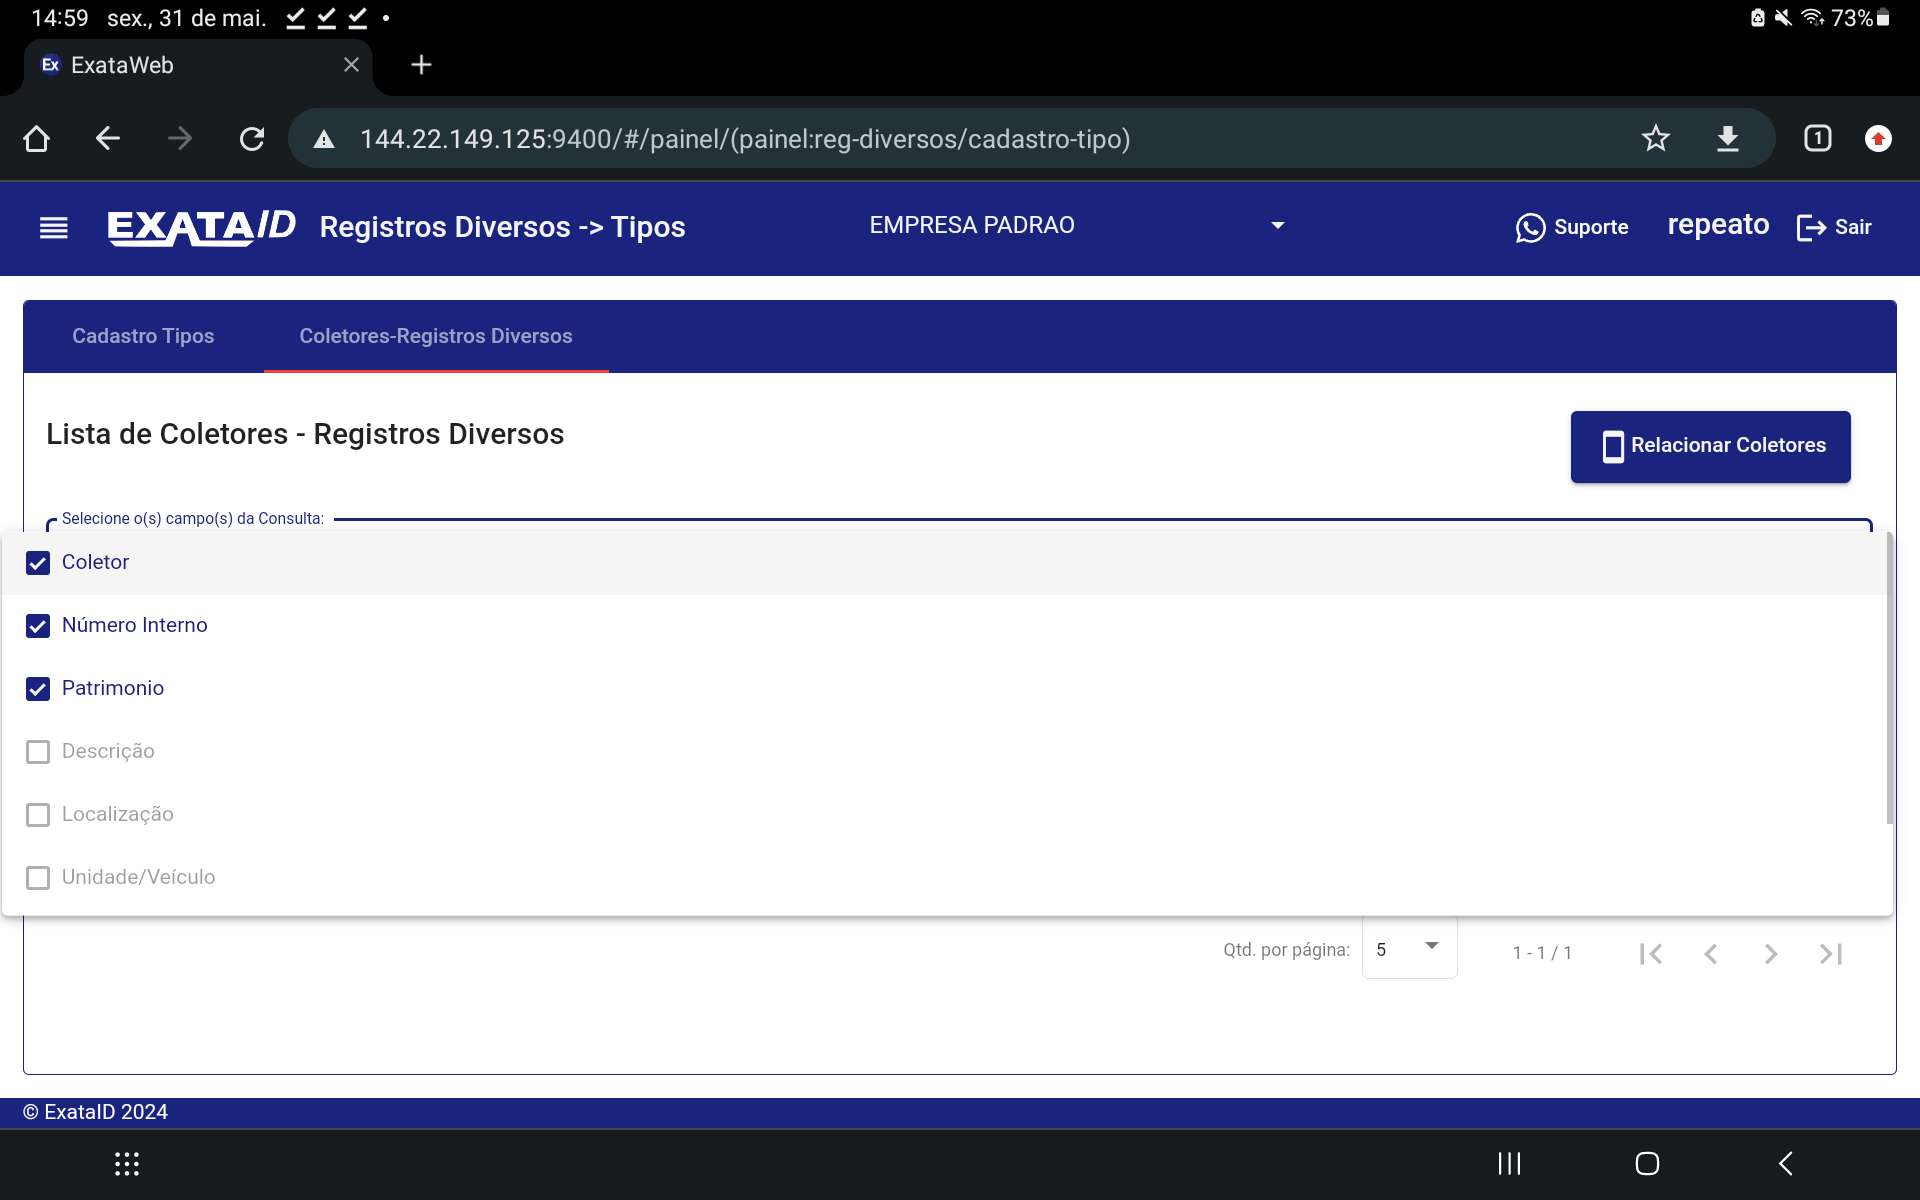 14:59 sex., 31 de mai.
73%
Ex ExataWeb
144.22.149.125:9400/#/painel/(painel:reg-diversos/cadastro-tipo)
1
EXATAID Registros Diversos -> Tipos
EMPRESA PADRAO
Suporte
repeato
Sair
Cadastro Tipos
Coletores-Registros Diversos
Lista de Coletores - Registros Diversos
Relacionar Coletores
Selecione o(s) campo(s) da Consulta:
Coletor
Número Interno
Patrimonio
Descrição
Localização
Unidade/Veículo
Qtd. por página: 5
1 - 1 / 1
© ExataID 2024